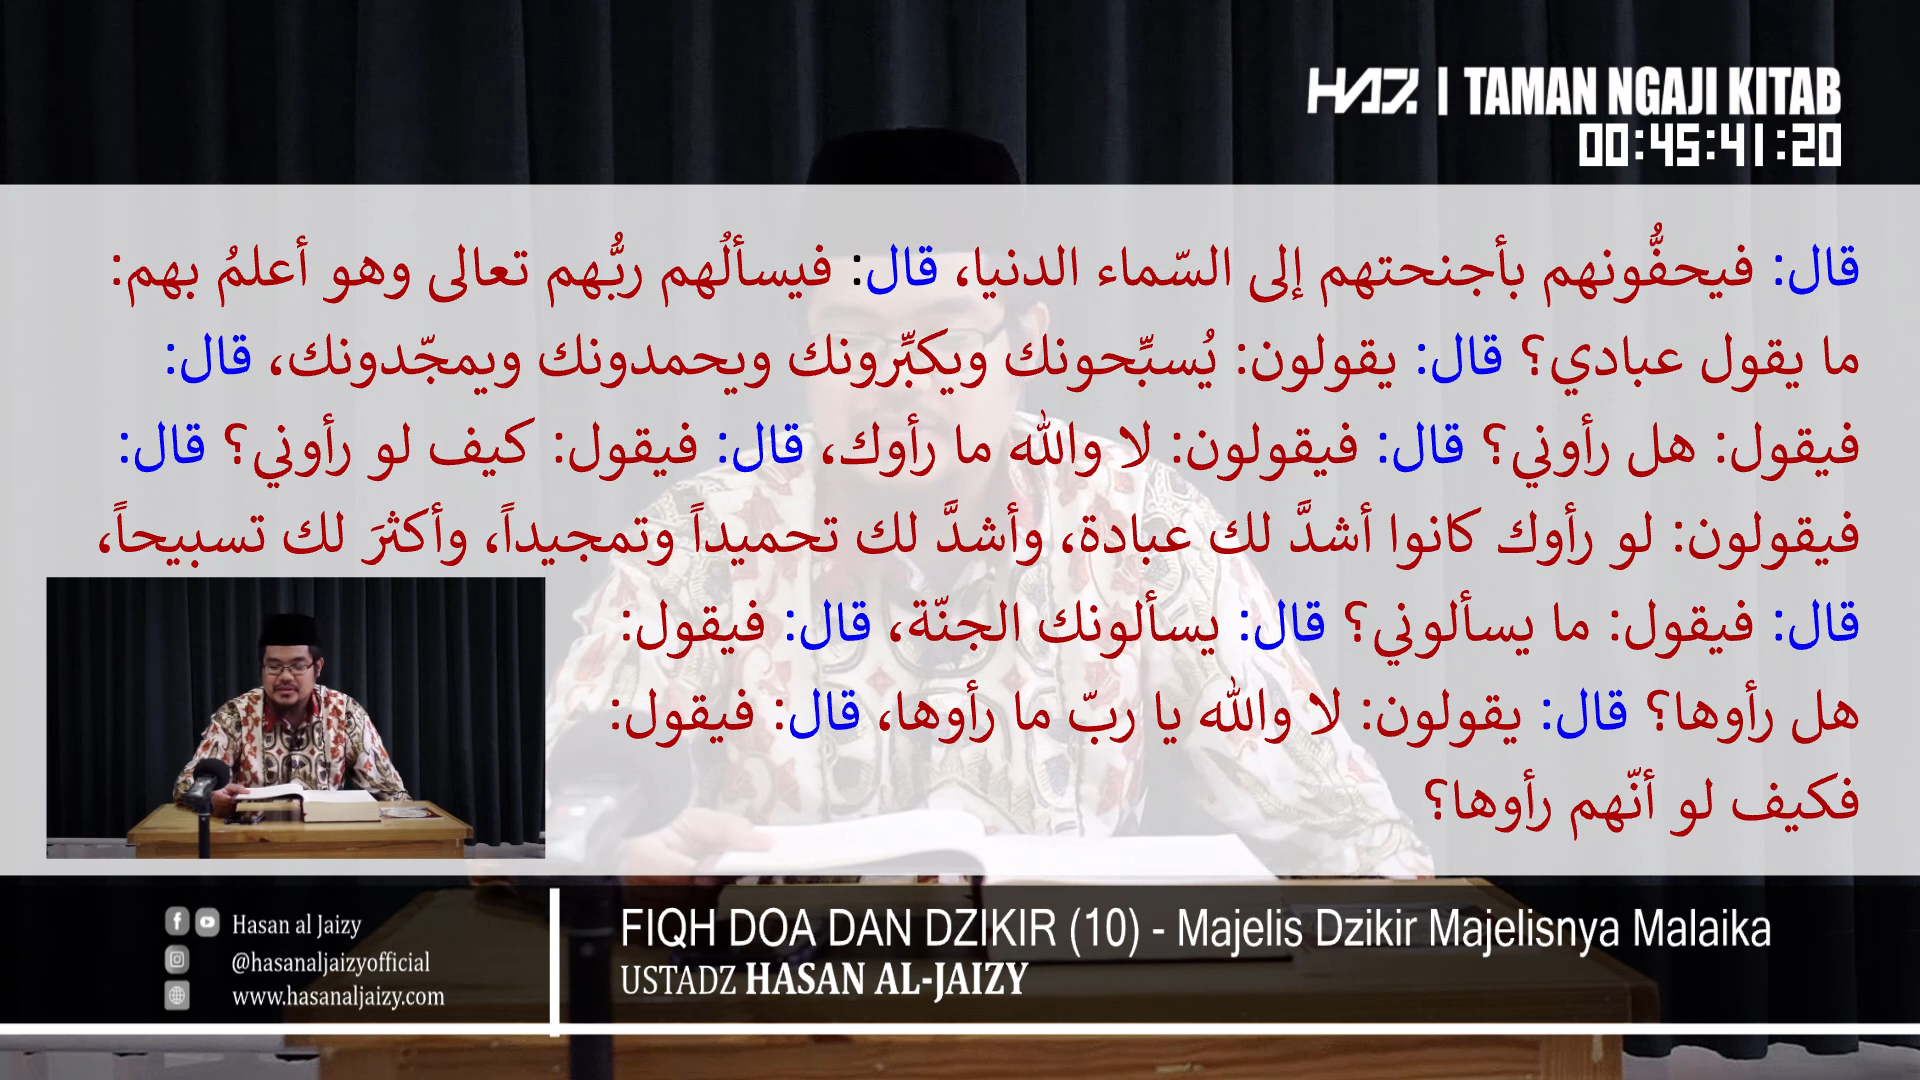 HAZ | TAMAN NGAJI KITAB
00:45:41:20
قال: فيحفُّونهم بأجنحتهم إلى السّماء الدنيا، قال: فيسألُهم ربُّهم تعالى وهو أعلمُ بهم:
ما يقول عبادي؟ قال: يقولون: يُسبِّحونك ويكبِّرونك ويحمدونك ويمجّدونك، قال:
فيقول: هل رأوني؟ قال: فيقولون: لا والله ما رأوك، قال: فيقول: كيف لو رأوني؟ قال:
فيقولون: لو رأوك كانوا أشدَّ لك عبادة، وأشدَّ لك تحميداً وتمجيداً، وأكثرَ لك تسبيحاً،
قال: فيقول: ما يسألوني؟ قال: يسألونك الجنّة، قال: فيقول:
هل رأوها؟ قال: يقولون: لا والله يا ربّ ما رأوها، قال: فيقول:
فكيف لو أنّهم رأوها؟
Hasan al Jaizy
@hasanaljaizyofficial
www.hasanaljaizy.com
FIQH DOA DAN DZIKIR (10) - Majelis Dzikir Majelisnya Malaika
USTADZ HASAN AL-JAIZY